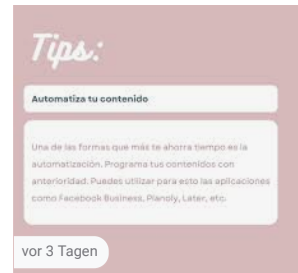 Tips:
Automatiza tu contenido
Una de las formas que más te ahorra tiempo es la
automatización. Programa tus contenidos con
anterioridad. Puedes utilizar para esto las aplicaciones
como Facebook Business, Planoly, Later, etc.
vor 3 Tagen